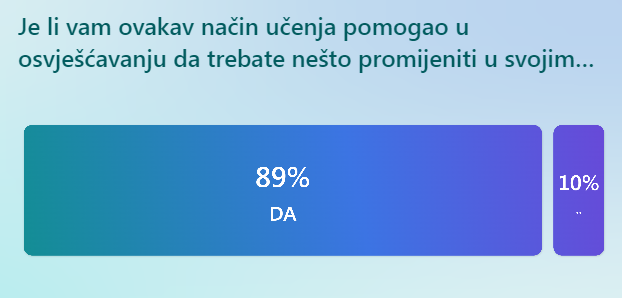 Je li vam ovakav način učenja pomogao u
osvješćavanju da trebate nešto promijeniti u svojim...
89%
DA
10%
..